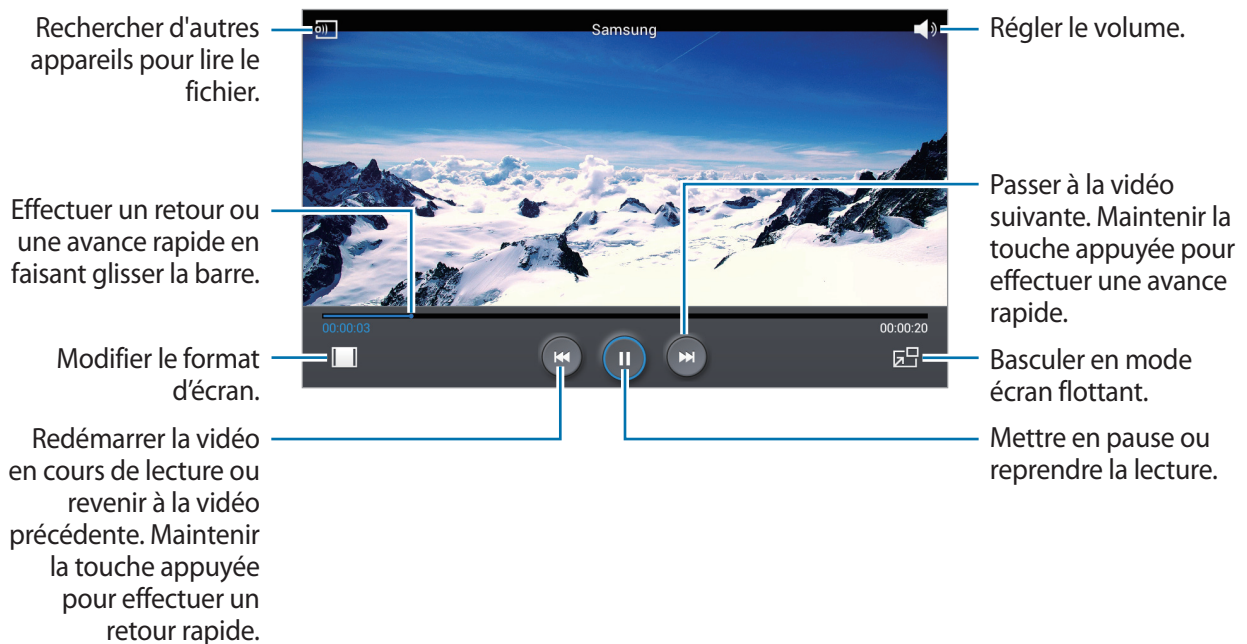 Rechercher d'autres
appareils pour lire le
fichier.
Samsung
Régler le volume.
Effectuer un retour ou
une avance rapide en
faisant glisser la barre.
Passer à la vidéo
suivante. Maintenir la
touche appuyée pour
effectuer une avance
rapide.
00:00:03
00:00:20
Modifier le format
d’écran.
Basculer en mode
écran flottant.
Redémarrer la vidéo
en cours de lecture ou
revenir à la vidéo
précédente. Maintenir
la touche appuyée
pour effectuer un
retour rapide.
Mettre en pause ou
reprendre la lecture.